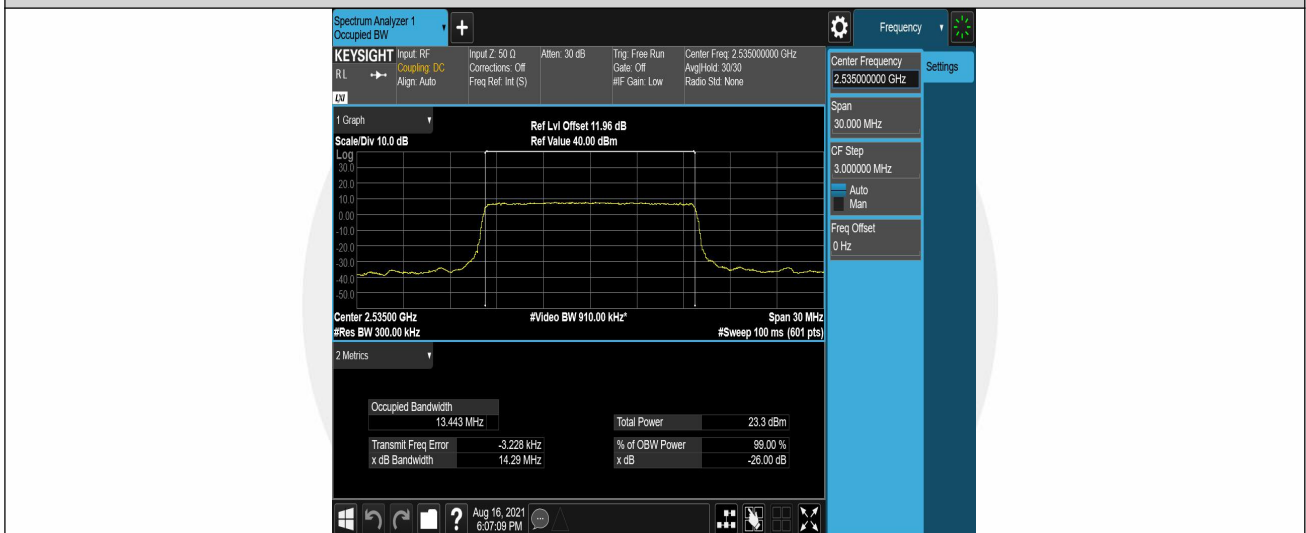 Spectrum Analyzer 1
Occupied BW
+
Frequency
KEYSIGHT
RL
LXI
Input: RF
Coupling: DC
Align: Auto
Input Z: 50 Ω
Corrections: Off
Freq Ref: Int (S)
Atten: 30 dB
Trig: Free Run
Gate: Off
#IF Gain: Low
Center Freq: 2.535000000 GHz
Avg|Hold: 30/30
Radio Std: None
Center Frequency
2.535000000 GHz
Settings
Span
30.000 MHz
CF Step
3.000000 MHz
Auto
Man
Freq Offset
0 Hz
1 Graph
Scale/Div 10.0 dB
Ref Lvl Offset 11.96 dB
Ref Value 40.00 dBm
Log
30.0
20.0
10.0
0.00
-10.0
-20.0
-30.0
-40.0
-50.0
Center 2.53500 GHz
#Video BW 910.00 kHz*
Span 30 MHz
#Res BW 300.00 kHz
#Sweep 100 ms (601 pts)
2 Metrics
Occupied Bandwidth
13.443 MHz
Total Power 23.3 dBm
Transmit Freq Error -3.228 kHz
% of OBW Power 99.00 %
x dB Bandwidth 14.29 MHz
x dB -26.00 dB
?
Aug 16, 2021
6:07:09 PM